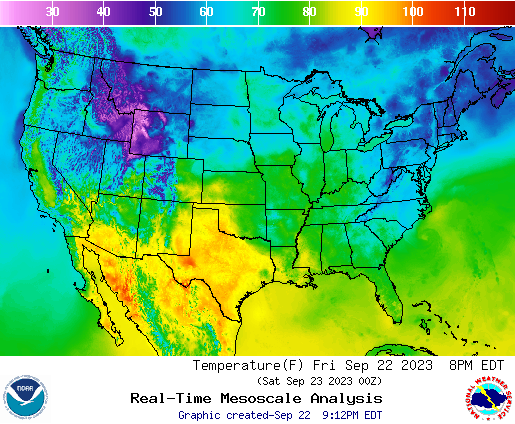 30 40 50 60 70 80 90 100 110
Temperature(F) Fri Sep 22 2023 8PM EDT
(Sat Sep 23 2023 00Z)
Real-Time Mesoscale Analysis
Graphic created-Sep 22 9:12PM EDT
NOAA
NATIONAL WEATHER SERVICE